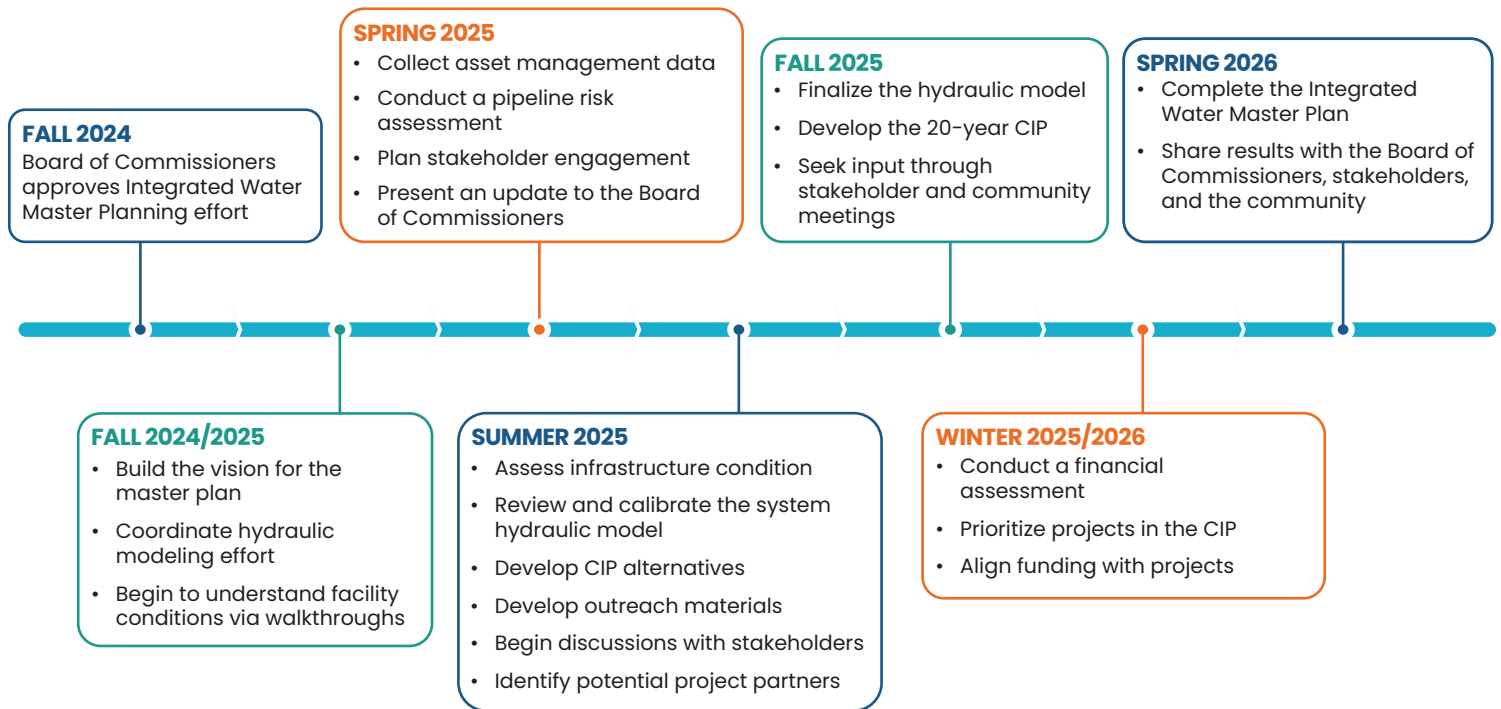 FALL 2024
Board of Commissioners
approves Integrated Water
Master Planning effort
SPRING 2025
• Collect asset management data
• Conduct a pipeline risk
assessment
• Plan stakeholder engagement
• Present an update to the Board
of Commissioners
FALL 2025
• Finalize the hydraulic model
• Develop the 20-year CIP
• Seek input through
stakeholder and community
meetings
SPRING 2026
• Complete the Integrated
Water Master Plan
• Share results with the Board of
Commissioners, stakeholders,
and the community
FALL 2024/2025
• Build the vision for the
master plan
• Coordinate hydraulic
modeling effort
• Begin to understand facility
conditions via walkthroughs
SUMMER 2025
• Assess infrastructure condition
• Review and calibrate the system
hydraulic model
• Develop CIP alternatives
• Develop outreach materials
• Begin discussions with stakeholders
• Identify potential project partners
WINTER 2025/2026
• Conduct a financial
assessment
• Prioritize projects in the CIP
• Align funding with projects